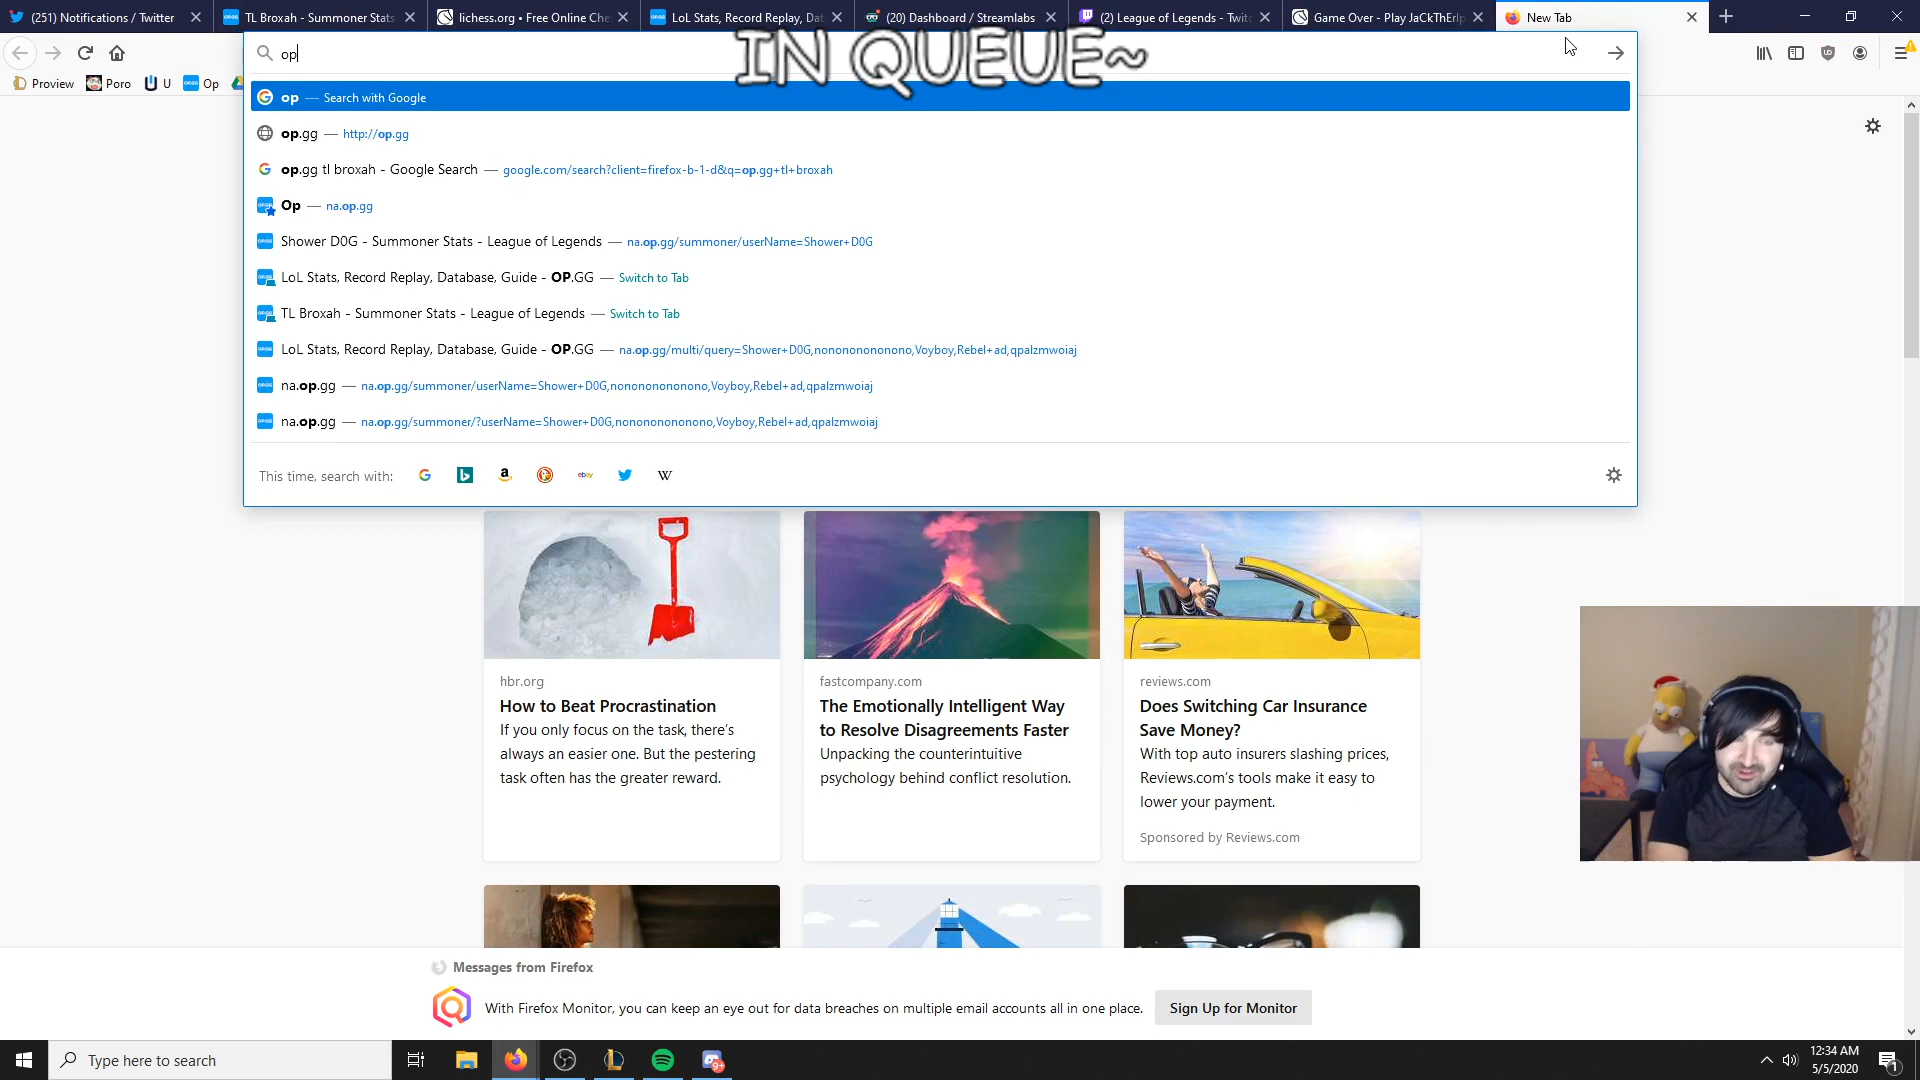 (251) Notifications / Twitter
TL Broxah - Summoner Stats
lichess.org • Free Online Che
LoL Stats, Record Replay, Dat
(20) Dashboard / Streamlabs
(2) League of Legends - Twitc
Game Over - Play JaCkThErIp
New Tab
op
IN QUEUE~
Proview
Poro
U
Op
op — Search with Google
op.gg — http://op.gg
op.gg tl broxah - Google Search — google.com/search?client=firefox-b-1-d&q=op.gg+tl+broxah
Op — na.op.gg
Shower D0G - Summoner Stats - League of Legends — na.op.gg/summoner/userName=Shower+D0G
LoL Stats, Record Replay, Database, Guide - OP.GG — Switch to Tab
TL Broxah - Summoner Stats - League of Legends — Switch to Tab
LoL Stats, Record Replay, Database, Guide - OP.GG — na.op.gg/multi/query=Shower+D0G,nonononononono,Voyboy,Rebel+ad,qpalzmwoiaj
na.op.gg — na.op.gg/summoner/userName=Shower+D0G,nonononononono,Voyboy,Rebel+ad,qpalzmwoiaj
na.op.gg — na.op.gg/summoner/?userName=Shower+D0G,nonononononono,Voyboy,Rebel+ad,qpalzmwoiaj
This time, search with:
ebay
W
hbr.org
How to Beat Procrastination
If you only focus on the task, there's
always an easier one. But the pestering
task often has the greater reward.
fastcompany.com
The Emotionally Intelligent Way
to Resolve Disagreements Faster
Unpacking the counterintuitive
psychology behind conflict resolution.
reviews.com
Does Switching Car Insurance
Save Money?
With top auto insurers slashing prices,
Reviews.com's tools make it easy to
lower your payment.
Sponsored by Reviews.com
Messages from Firefox
With Firefox Monitor, you can keep an eye out for data breaches on multiple email accounts all in one place.
Sign Up for Monitor
Type here to search
9+
12:34 AM
5/5/2020
1